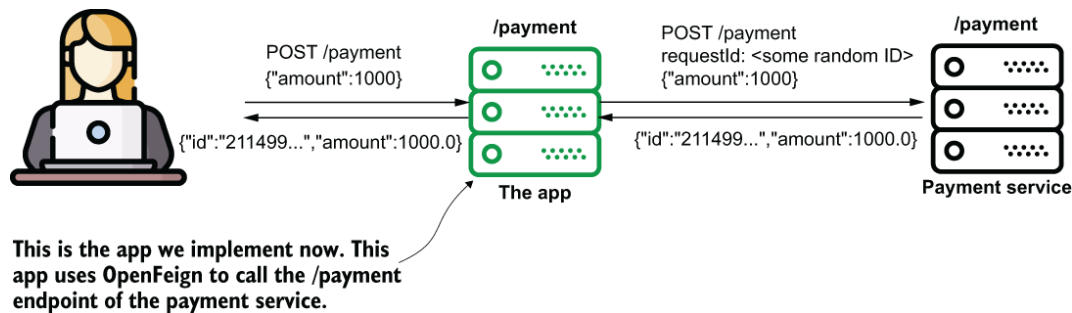 /payment
/payment
POST /payment
{"amount":1000}
POST /payment
requestId: <some random ID>
{"amount":1000}
{"id":"211499...","amount":1000.0}
{"id":"211499...","amount":1000.0}
The app
Payment service
This is the app we implement now. This
app uses OpenFeign to call the /payment
endpoint of the payment service.